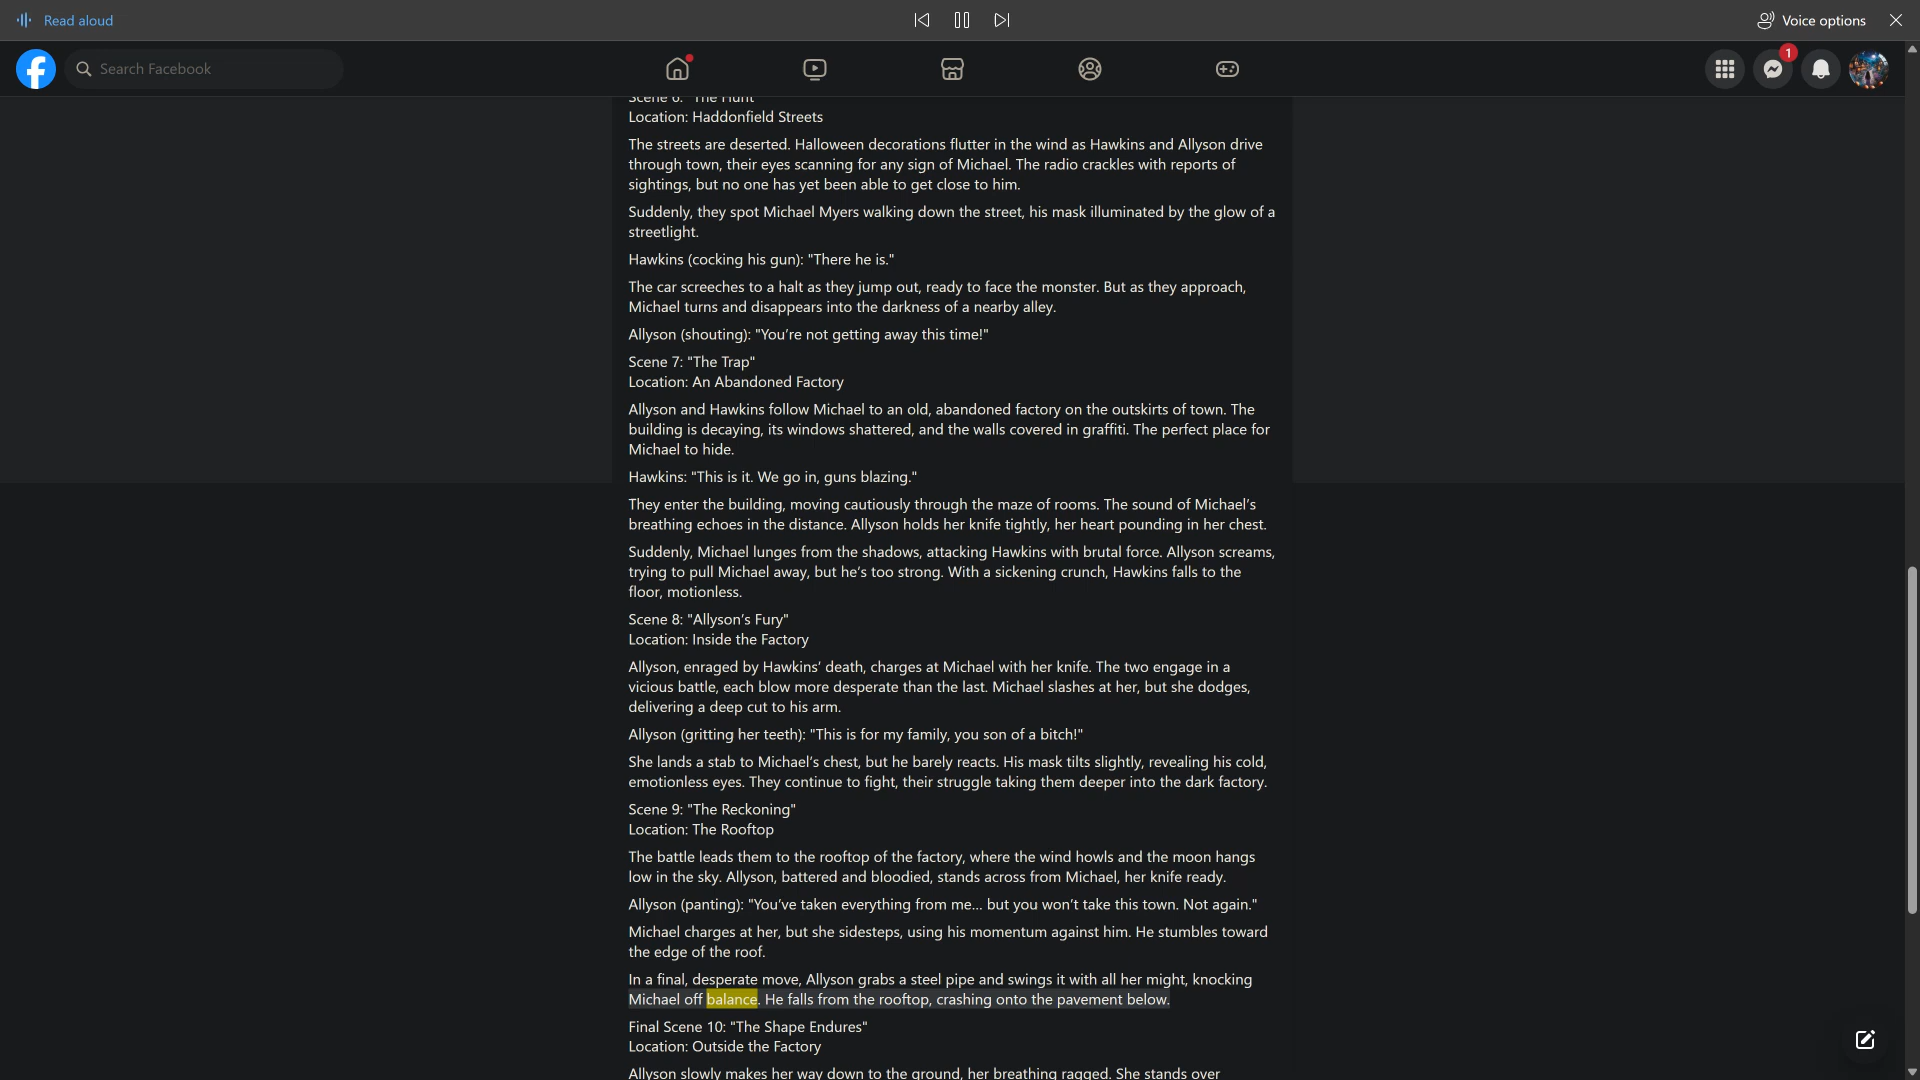 Read aloud
Voice options
Search Facebook
1
Scene 6: "The Hunt"
Location: Haddonfield Streets
The streets are deserted. Halloween decorations flutter in the wind as Hawkins and Allyson drive
through town, their eyes scanning for any sign of Michael. The radio crackles with reports of
sightings, but no one has yet been able to get close to him.
Suddenly, they spot Michael Myers walking down the street, his mask illuminated by the glow of a
streetlight.
Hawkins (cocking his gun): "There he is."
The car screeches to a halt as they jump out, ready to face the monster. But as they approach,
Michael turns and disappears into the darkness of a nearby alley.
Allyson (shouting): "You’re not getting away this time!"
Scene 7: "The Trap"
Location: An Abandoned Factory
Allyson and Hawkins follow Michael to an old, abandoned factory on the outskirts of town. The
building is decaying, its windows shattered, and the walls covered in graffiti. The perfect place for
Michael to hide.
Hawkins: "This is it. We go in, guns blazing."
They enter the building, moving cautiously through the maze of rooms. The sound of Michael’s
breathing echoes in the distance. Allyson holds her knife tightly, her heart pounding in her chest.
Suddenly, Michael lunges from the shadows, attacking Hawkins with brutal force. Allyson screams,
trying to pull Michael away, but he’s too strong. With a sickening crunch, Hawkins falls to the
floor, motionless.
Scene 8: "Allyson’s Fury"
Location: Inside the Factory
Allyson, enraged by Hawkins’ death, charges at Michael with her knife. The two engage in a
vicious battle, each blow more desperate than the last. Michael slashes at her, but she dodges,
delivering a deep cut to his arm.
Allyson (gritting her teeth): "This is for my family, you son of a bitch!"
She lands a stab to Michael’s chest, but he barely reacts. His mask tilts slightly, revealing his cold,
emotionless eyes. They continue to fight, their struggle taking them deeper into the dark factory.
Scene 9: "The Reckoning"
Location: The Rooftop
The battle leads them to the rooftop of the factory, where the wind howls and the moon hangs
low in the sky. Allyson, battered and bloodied, stands across from Michael, her knife ready.
Allyson (panting): "You’ve taken everything from me... but you won’t take this town. Not again."
Michael charges at her, but she sidesteps, using his momentum against him. He stumbles toward
the edge of the roof.
In a final, desperate move, Allyson grabs a steel pipe and swings it with all her might, knocking
Michael off balance. He falls from the rooftop, crashing onto the pavement below.
Final Scene 10: "The Shape Endures"
Location: Outside the Factory
Allyson slowly makes her way down to the ground, her breathing ragged. She stands over